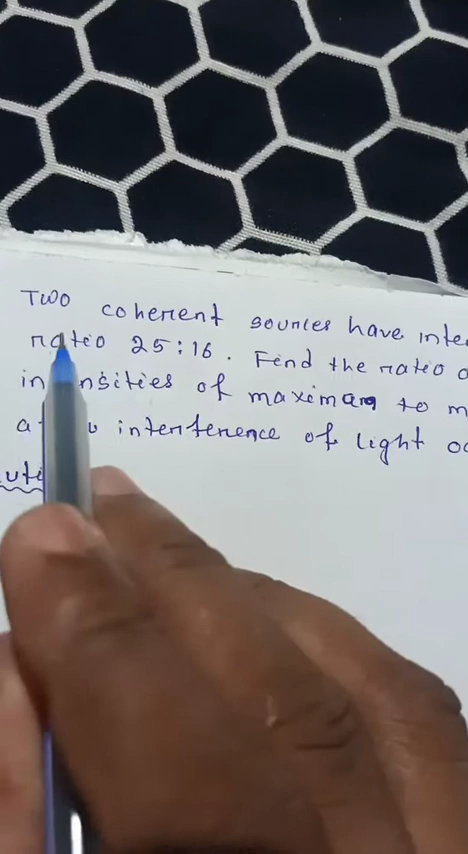 Two coherent sources have inte
ratio 25:16. Find the ratio o
in nsities of maximam to m
a interference of light oc